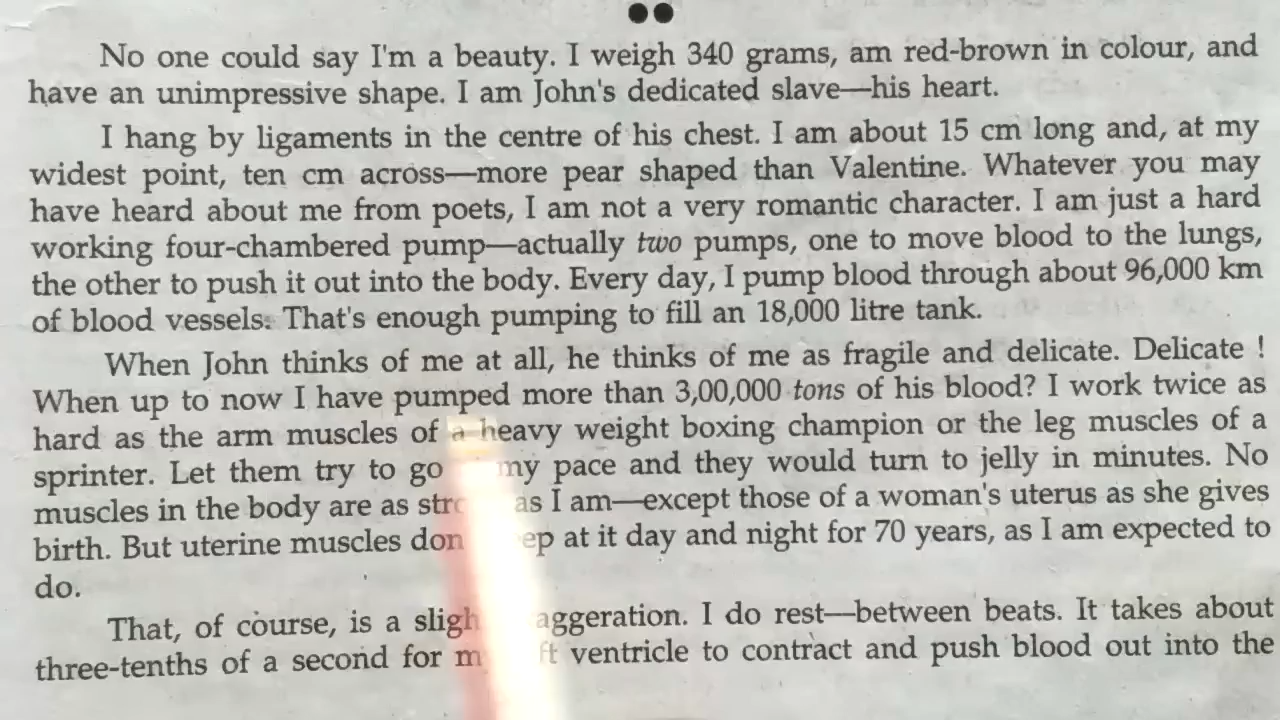 No one could say I'm a beauty. I weigh 340 grams, am red-brown in colour, and
have an unimpressive shape. I am John's dedicated slave—his heart.
I hang by ligaments in the centre of his chest. I am about 15 cm long and, at my
widest point, ten cm across—more pear shaped than Valentine. Whatever you may
have heard about me from poets, I am not a very romantic character. I am just a hard
working four-chambered pump—actually two pumps, one to move blood to the lungs,
the other to push it out into the body. Every day, I pump blood through about 96,000 km
of blood vessels. That's enough pumping to fill an 18,000 litre tank.
When John thinks of me at all, he thinks of me as fragile and delicate. Delicate !
When up to now I have pumped more than 3,00,000 tons of his blood? I work twice as
hard as the arm muscles of a heavy weight boxing champion or the leg muscles of a
sprinter. Let them try to go my pace and they would turn to jelly in minutes. No
muscles in the body are as as I am—except those of a woman's uterus as she gives
birth. But uterine muscles at it day and night for 70 years, as I am expected to
do.
That, of course, is a I do rest—between beats. It takes about
three-tenths of a second for ventricle to contract and push blood out into the